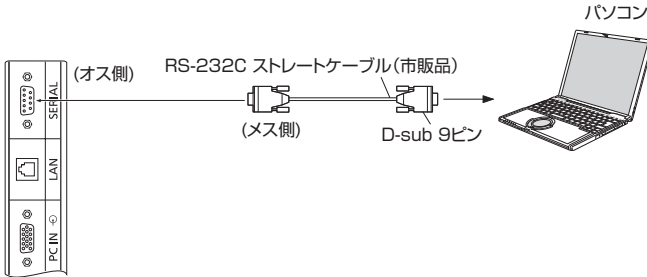 パソコン
(オス側)
RS-232C ストレートケーブル(市販品)
(メス側)
D-sub 9ピン
SERIAL
LAN
PC IN